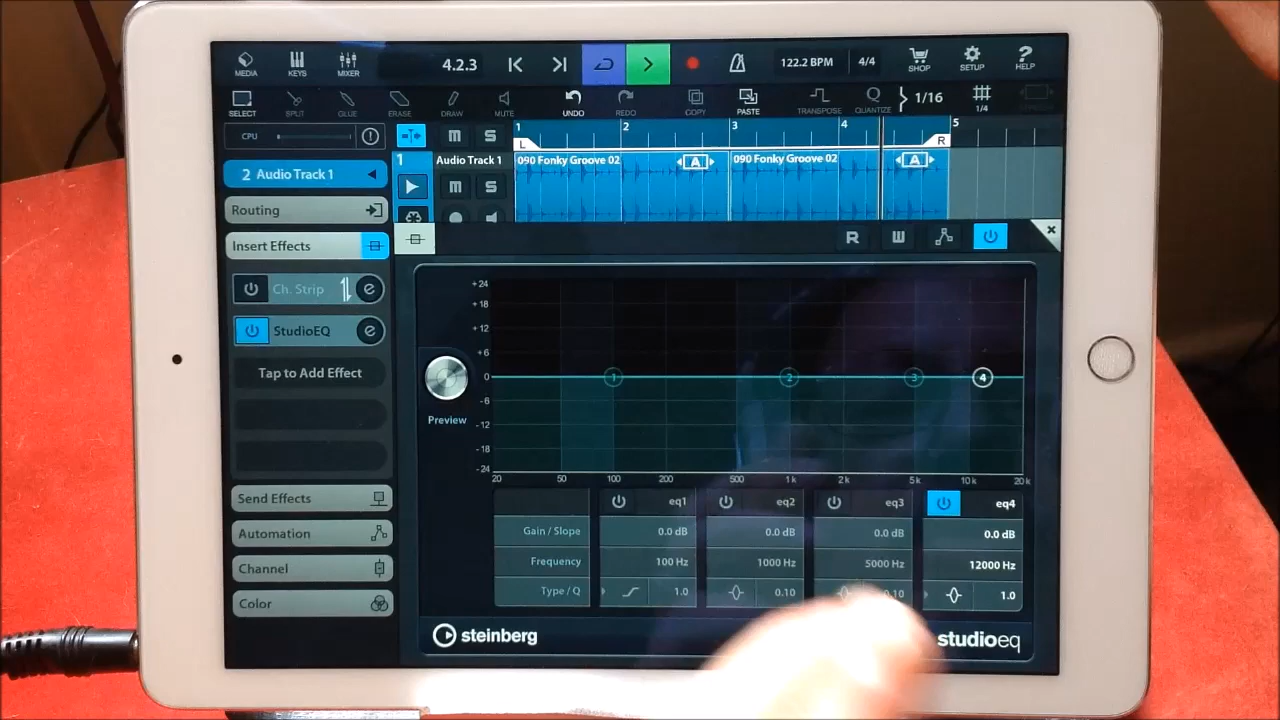 MEDIA KEYS MIXER 4.2.3 122.2 BPM 4/4 SHOP SETUP HELP
SELECT SPLIT GLUE ERASE DRAW MUTE UNDO REDO COPY PASTE TRANSPOSE QUANTIZE 1/16 1/4
CPU M S 1 2 3 4 5
L R
2 Audio Track 1
1 Audio Track 1 090 Fonky Groove 02 A 090 Fonky Groove 02 A
M S
Routing
Insert Effects
R W
Ch. Strip e
StudioEQ e
Tap to Add Effect
Send Effects
Automation
Channel
Color
Preview
+24
+18
+12
+6
0
-6
-12
-18
-24
1 2 3 4
20 50 100 200 500 1k 2k 5k 10k 20k
eq1 eq2 eq3 eq4
Gain / Slope 0.0 dB 0.0 dB 0.0 dB 0.0 dB
Frequency 100 Hz 1000 Hz 5000 Hz 12000 Hz
Type / Q 1.0 0.10 0.10 1.0
steinberg studioeq